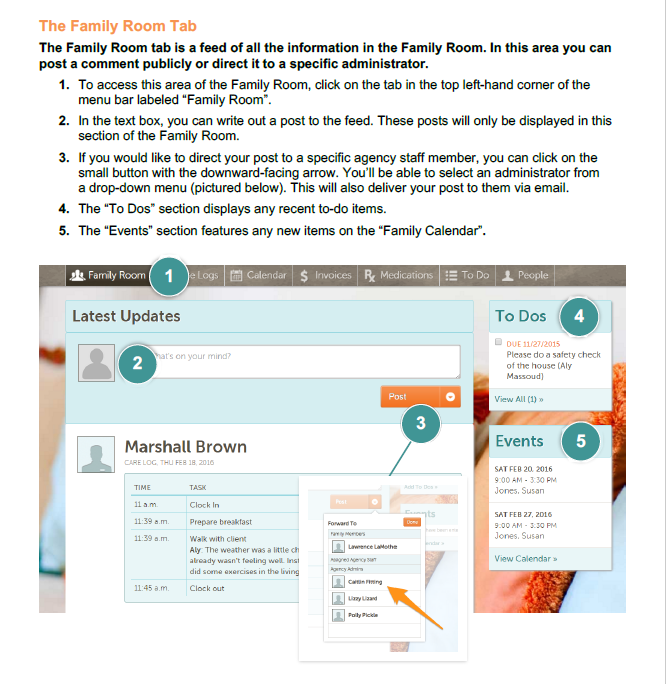 The Family Room Tab
The Family Room tab is a feed of all the information in the Family Room. In this area you can
post a comment publicly or direct it to a specific administrator.
1. To access this area of the Family Room, click on the tab in the top left-hand corner of the
menu bar labeled “Family Room”.
2. In the text box, you can write out a post to the feed. These posts will only be displayed in this
section of the Family Room.
3. If you would like to direct your post to a specific agency staff member, you can click on the
small button with the downward-facing arrow. You’ll be able to select an administrator from
a drop-down menu (pictured below). This will also deliver your post to them via email.
4. The “To Dos” section displays any recent to-do items.
5. The “Events” section features any new items on the “Family Calendar”.
Family Room 1 e Logs Calendar $ Invoices Rx Medications To Do People
Latest Updates
2 hat's on your mind?
Post
3
Marshall Brown
CARE LOG, THU FEB 18, 2016
TIME TASK
11 a.m. Clock In
11:39 a.m. Prepare breakfast
11:39 a.m. Walk with client
Aly: The weather was a little ch
already wasn't feeling well. Inst
did some exercises in the living
11:45 a.m. Clock out
Post
Forward To Done
Family Members
Lawrence LaMothe
Assigned Agency Staff
Agency Admins
Caitlin Fitting
Lizzy Lizard
Polly Pickle
To Dos 4
DUE 11/27/2015
Please do a safety check
of the house (Aly
Massoud)
View All (1) »
Events 5
SAT FEB 20, 2016
9:00 AM - 3:30 PM
Jones, Susan
SAT FEB 27, 2016
9:00 AM - 3:30 PM
Jones, Susan
View Calendar »